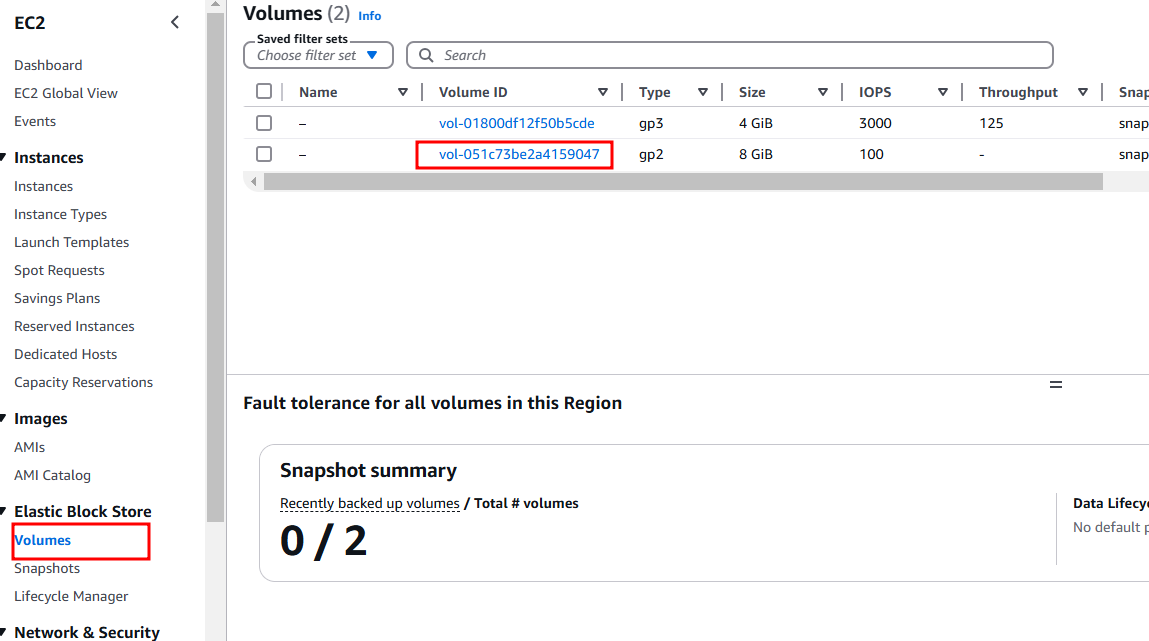 EC2
Dashboard
EC2 Global View
Events
Instances
Instances
Instance Types
Launch Templates
Spot Requests
Savings Plans
Reserved Instances
Dedicated Hosts
Capacity Reservations
Images
AMIs
AMI Catalog
Elastic Block Store
Volumes
Snapshots
Lifecycle Manager
Network & Security
Volumes (2) Info
Saved filter sets
Choose filter set
Search
Name Volume ID Type Size IOPS Throughput Snap
– vol-01800df12f50b5cde gp3 4 GiB 3000 125 snap
– vol-051c73be2a4159047 gp2 8 GiB 100 - snap
Fault tolerance for all volumes in this Region
Snapshot summary
Recently backed up volumes / Total # volumes
0 / 2
Data Lifecy
No default p